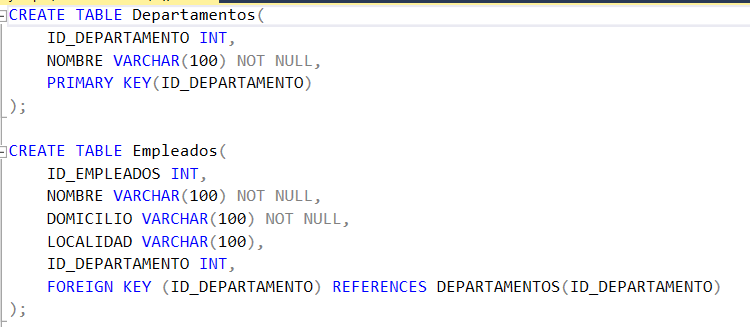 CREATE TABLE Departamentos(
    ID_DEPARTAMENTO INT,
    NOMBRE VARCHAR(100) NOT NULL,
    PRIMARY KEY(ID_DEPARTAMENTO)
);
CREATE TABLE Empleados(
    ID_EMPLEADOS INT,
    NOMBRE VARCHAR(100) NOT NULL,
    DOMICILIO VARCHAR(100) NOT NULL,
    LOCALIDAD VARCHAR(100),
    ID_DEPARTAMENTO INT,
    FOREIGN KEY (ID_DEPARTAMENTO) REFERENCES DEPARTAMENTOS(ID_DEPARTAMENTO)
);